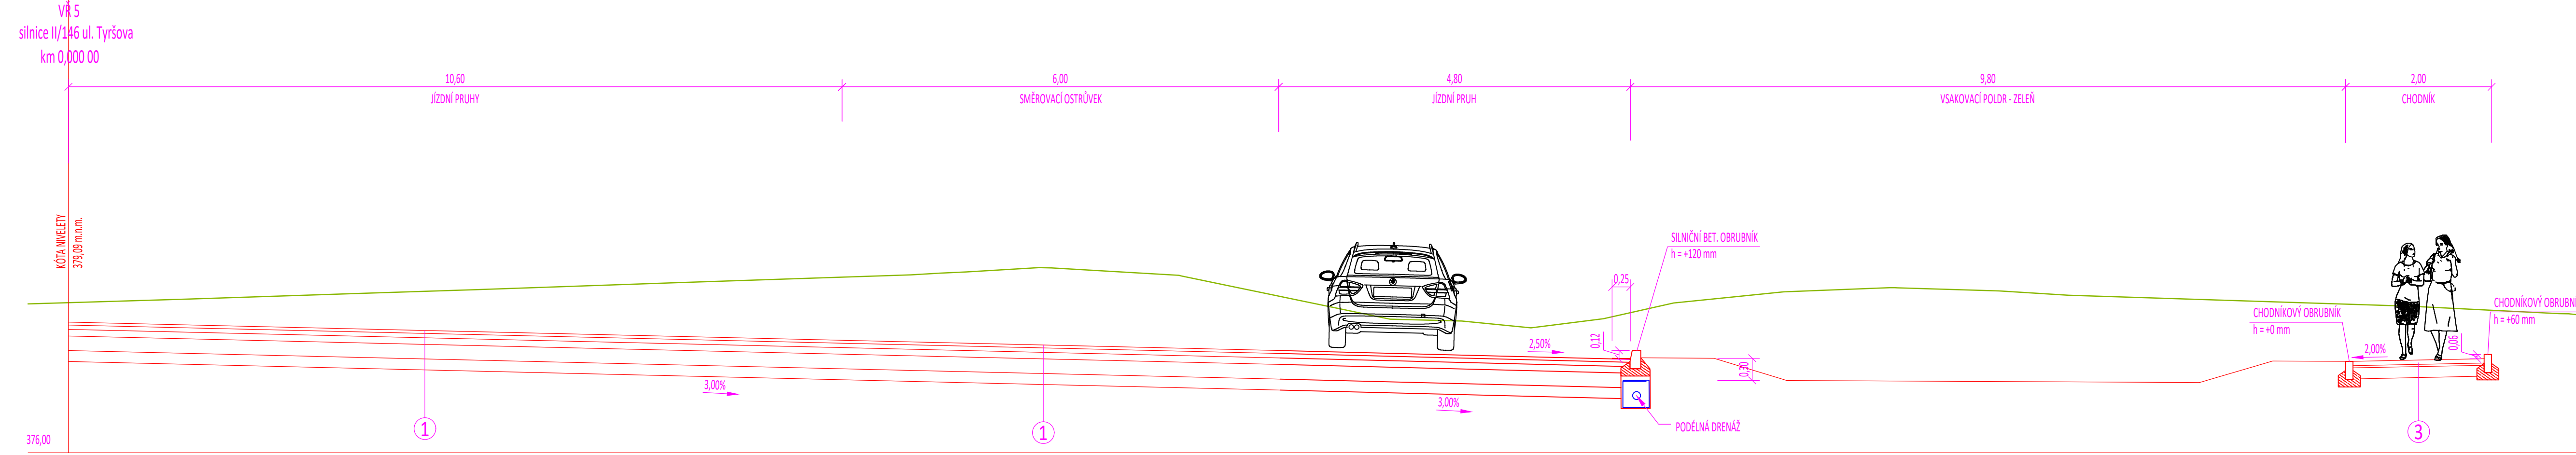 VŘ 5
silnice II/146 ul. Tyršova
km 0,000 00
10,60
JÍZDNÍ PRUHY
6,00
SMĚROVACÍ OSTRŮVEK
4,80
JÍZDNÍ PRUH
9,80
VSAKOVACÍ POLDR - ZELEŇ
2,00
CHODNÍK
KÓTA NIVELETY
379,09 m.n.m.
SILNIČNÍ BET. OBRUBNÍK
h = +120 mm
0,25
0,12
2,50%
0,30
CHODNÍKOVÝ OBRUBNÍK
h = +0 mm
2,00%
0,06
CHODNÍKOVÝ OBRUBNÍ
h = +60 mm
3,00%
3,00%
PODÉLNÁ DRENÁŽ
1
1
3
376,00